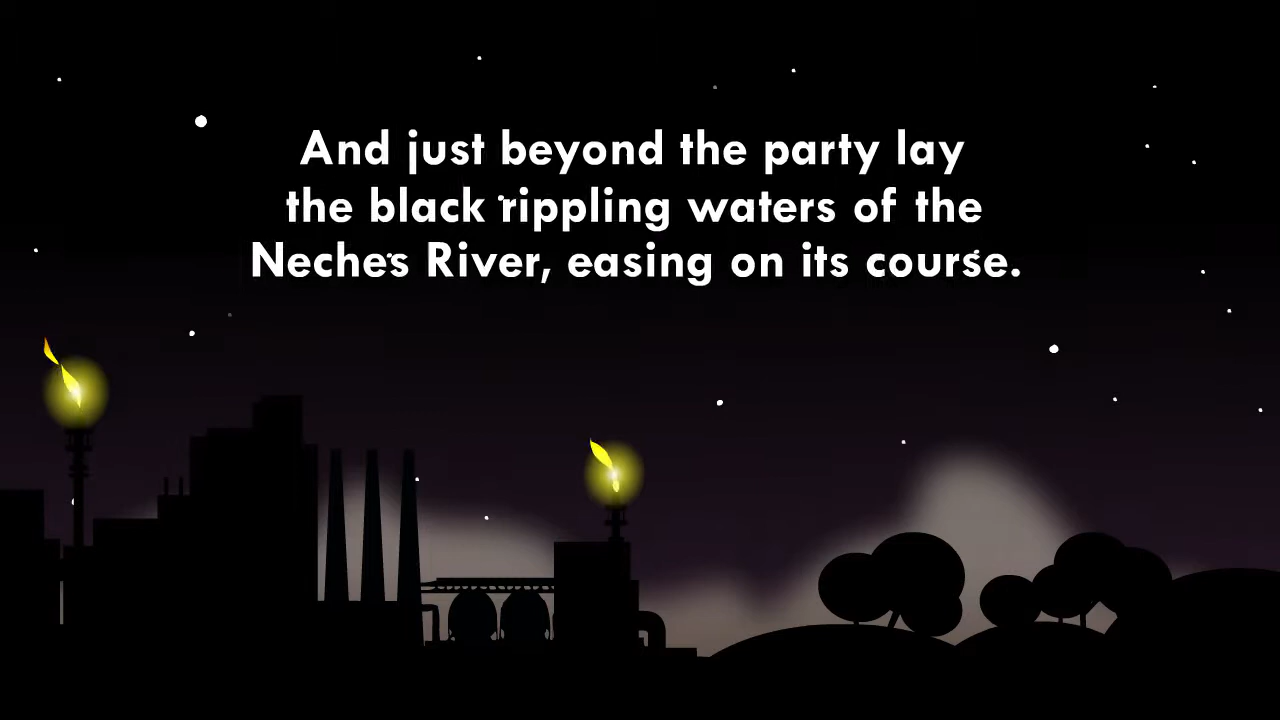 And just beyond the party lay
the black rippling waters of the
Neches River, easing on its course.